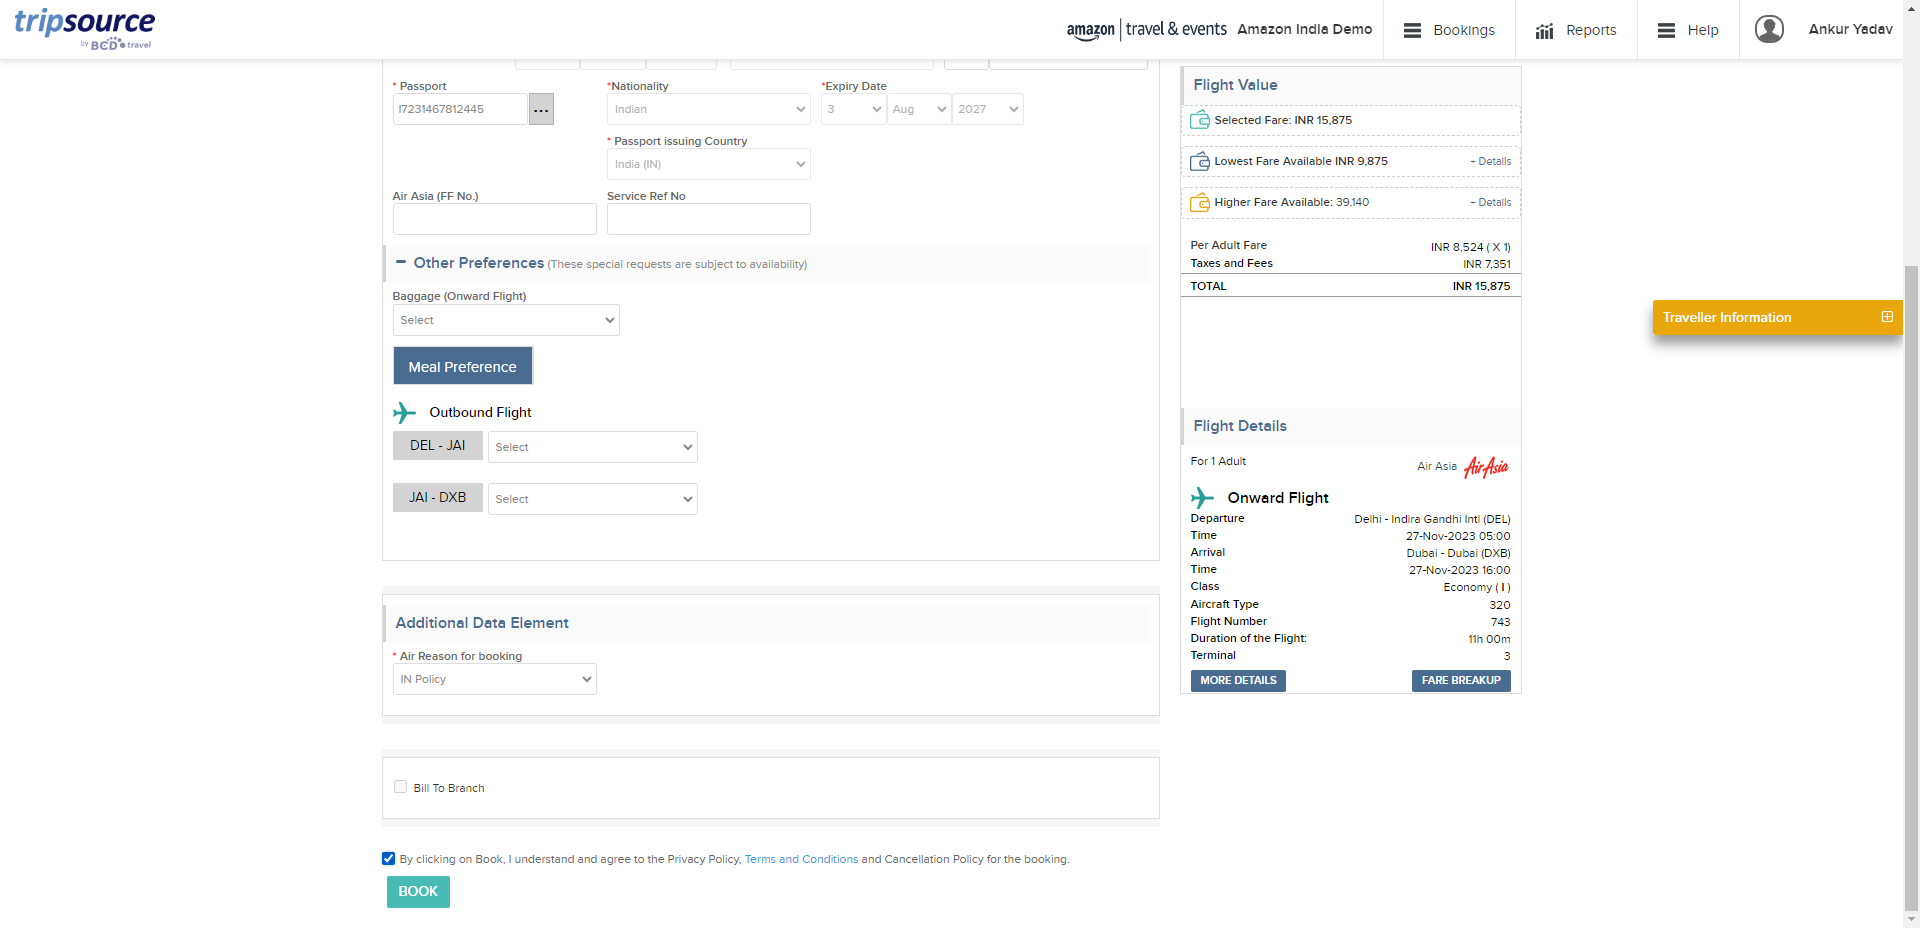 tripsource
by BCD travel
amazon travel & events Amazon India Demo
Bookings
Reports
Help
Ankur Yadav
* Passport
I7231467812445
...
*Nationality
Indian
*Expiry Date
3
Aug
2027
* Passport issuing Country
India (IN)
Air Asia (FF No.)
Service Ref No
Other Preferences (These special requests are subject to availability)
Baggage (Onward Flight)
Select
Meal Preference
Outbound Flight
DEL - JAI
Select
JAI - DXB
Select
Additional Data Element
* Air Reason for booking
IN Policy
Bill To Branch
By clicking on Book, I understand and agree to the Privacy Policy, Terms and Conditions and Cancellation Policy for the booking.
BOOK
Flight Value
Selected Fare: INR 15,875
Lowest Fare Available INR 9,875 + Details
Higher Fare Available: 39,140 + Details
Per Adult Fare INR 8,524 ( X 1)
Taxes and Fees INR 7,351
TOTAL INR 15,875
Flight Details
For 1 Adult Air Asia AirAsia
Onward Flight
Departure Delhi - Indira Gandhi Intl (DEL)
Time 27-Nov-2023 05:00
Arrival Dubai - Dubai (DXB)
Time 27-Nov-2023 16:00
Class Economy ( I )
Aircraft Type 320
Flight Number 743
Duration of the Flight: 11h 00m
Terminal 3
MORE DETAILS FARE BREAKUP
Traveller Information